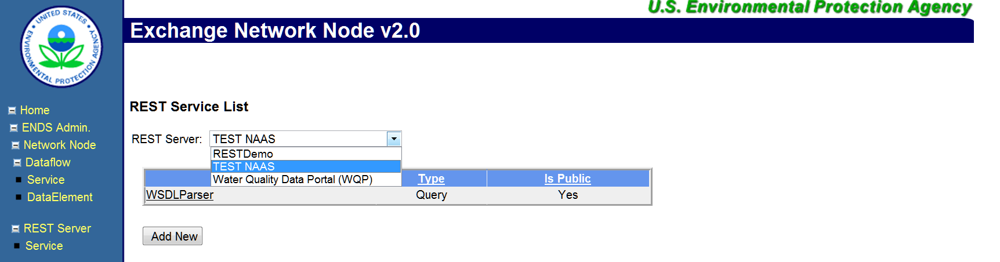 U.S. Environmental Protection Agency
UNITED STATES
ENVIRONMENTAL PROTECTION AGENCY
Exchange Network Node v2.0
Home
ENDS Admin.
Network Node
Dataflow
Service
DataElement
REST Server
Service
REST Service List
REST Server: TEST NAAS
RESTDemo
TEST NAAS
Water Quality Data Portal (WQP)
Type Is Public
WSDLParser Query Yes
Add New